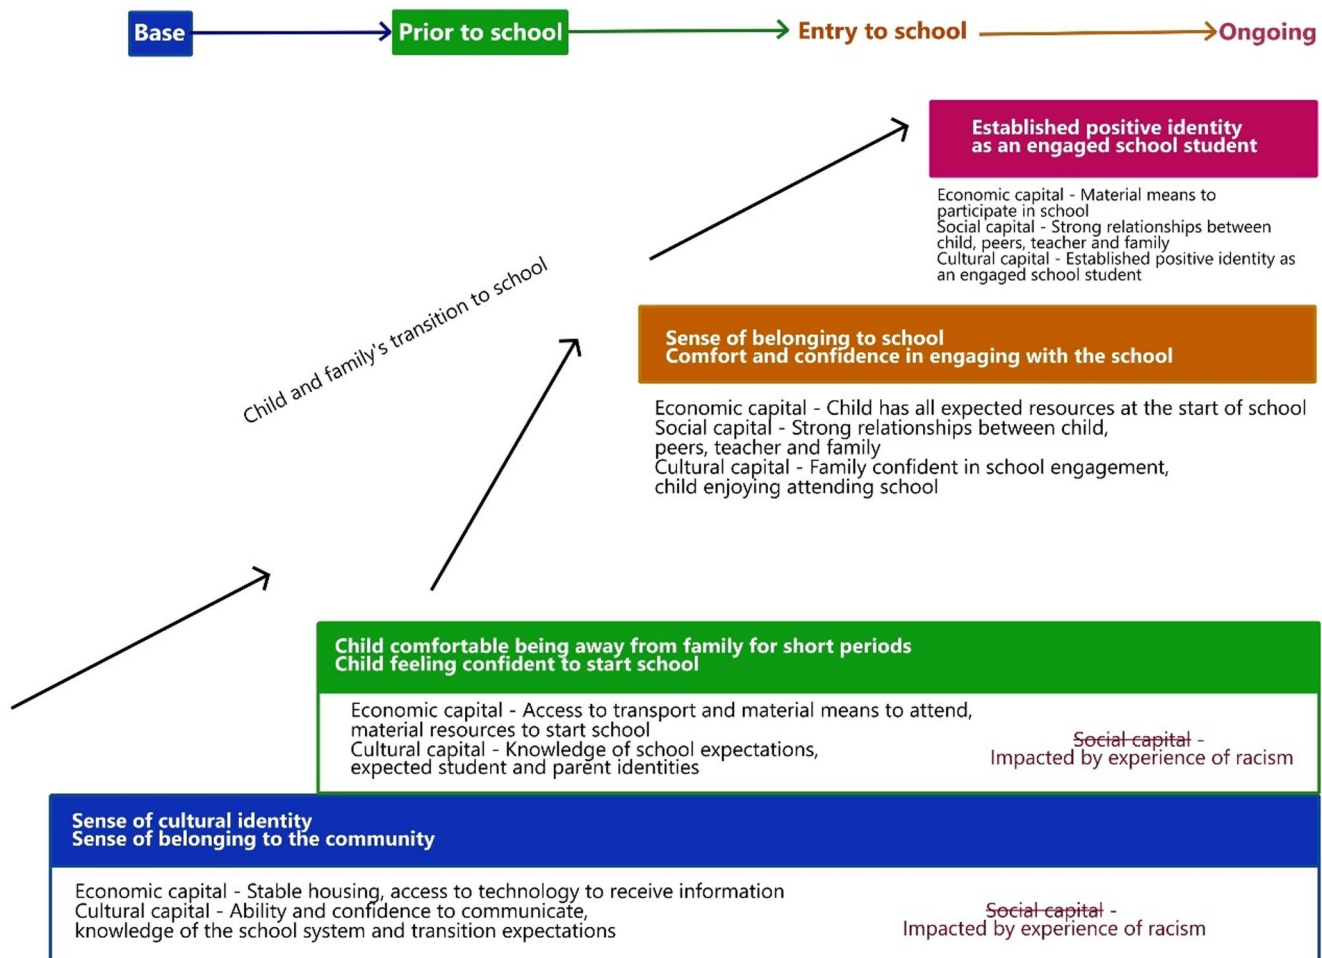 Base
Prior to school
Entry to school
Ongoing
Established positive identity
as an engaged school student
Economic capital - Material means to
participate in school
Social capital - Strong relationships between
child, peers, teacher and family
Cultural capital - Established positive identity as
an engaged school student
Child and family's transition to school
Sense of belonging to school
Comfort and confidence in engaging with the school
Economic capital - Child has all expected resources at the start of school
Social capital - Strong relationships between child,
peers, teacher and family
Cultural capital - Family confident in school engagement,
child enjoying attending school
Child comfortable being away from family for short periods
Child feeling confident to start school
Economic capital - Access to transport and material means to attend,
material resources to start school
Cultural capital - Knowledge of school expectations,
expected student and parent identities
Social capital -
Impacted by experience of racism
Sense of cultural identity
Sense of belonging to the community
Economic capital - Stable housing, access to technology to receive information
Cultural capital - Ability and confidence to communicate,
knowledge of the school system and transition expectations
Social capital -
Impacted by experience of racism